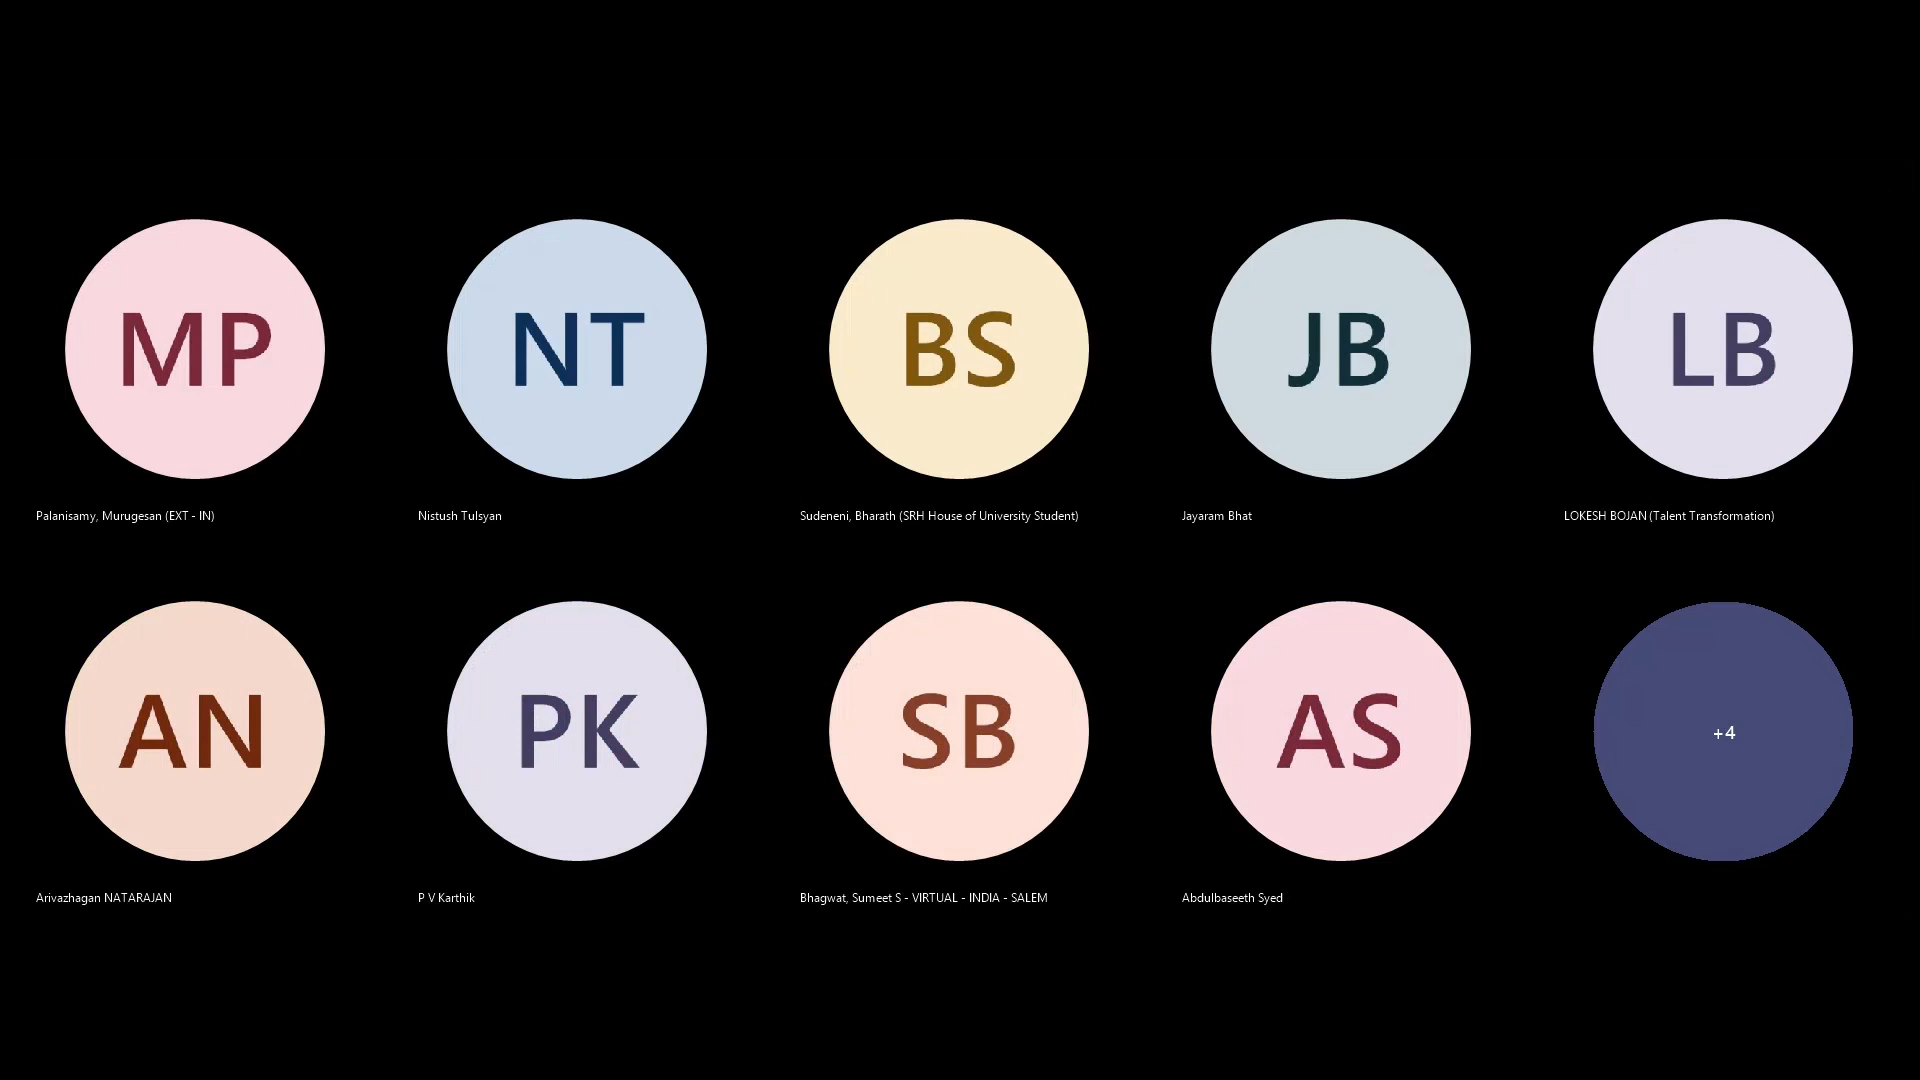 MP
NT
BS
JB
LB
Palanisamy, Murugesan (EXT - IN)
Nistush Tulsyan
Sudeneni, Bharath (SRH House of University Student)
Jayaram Bhat
LOKESH BOJAN (Talent Transformation)
AN
PK
SB
AS
+4
Arivazhagan NATARAJAN
P V Karthik
Bhagwat, Sumeet S - VIRTUAL - INDIA - SALEM
Abdulbaseeth Syed